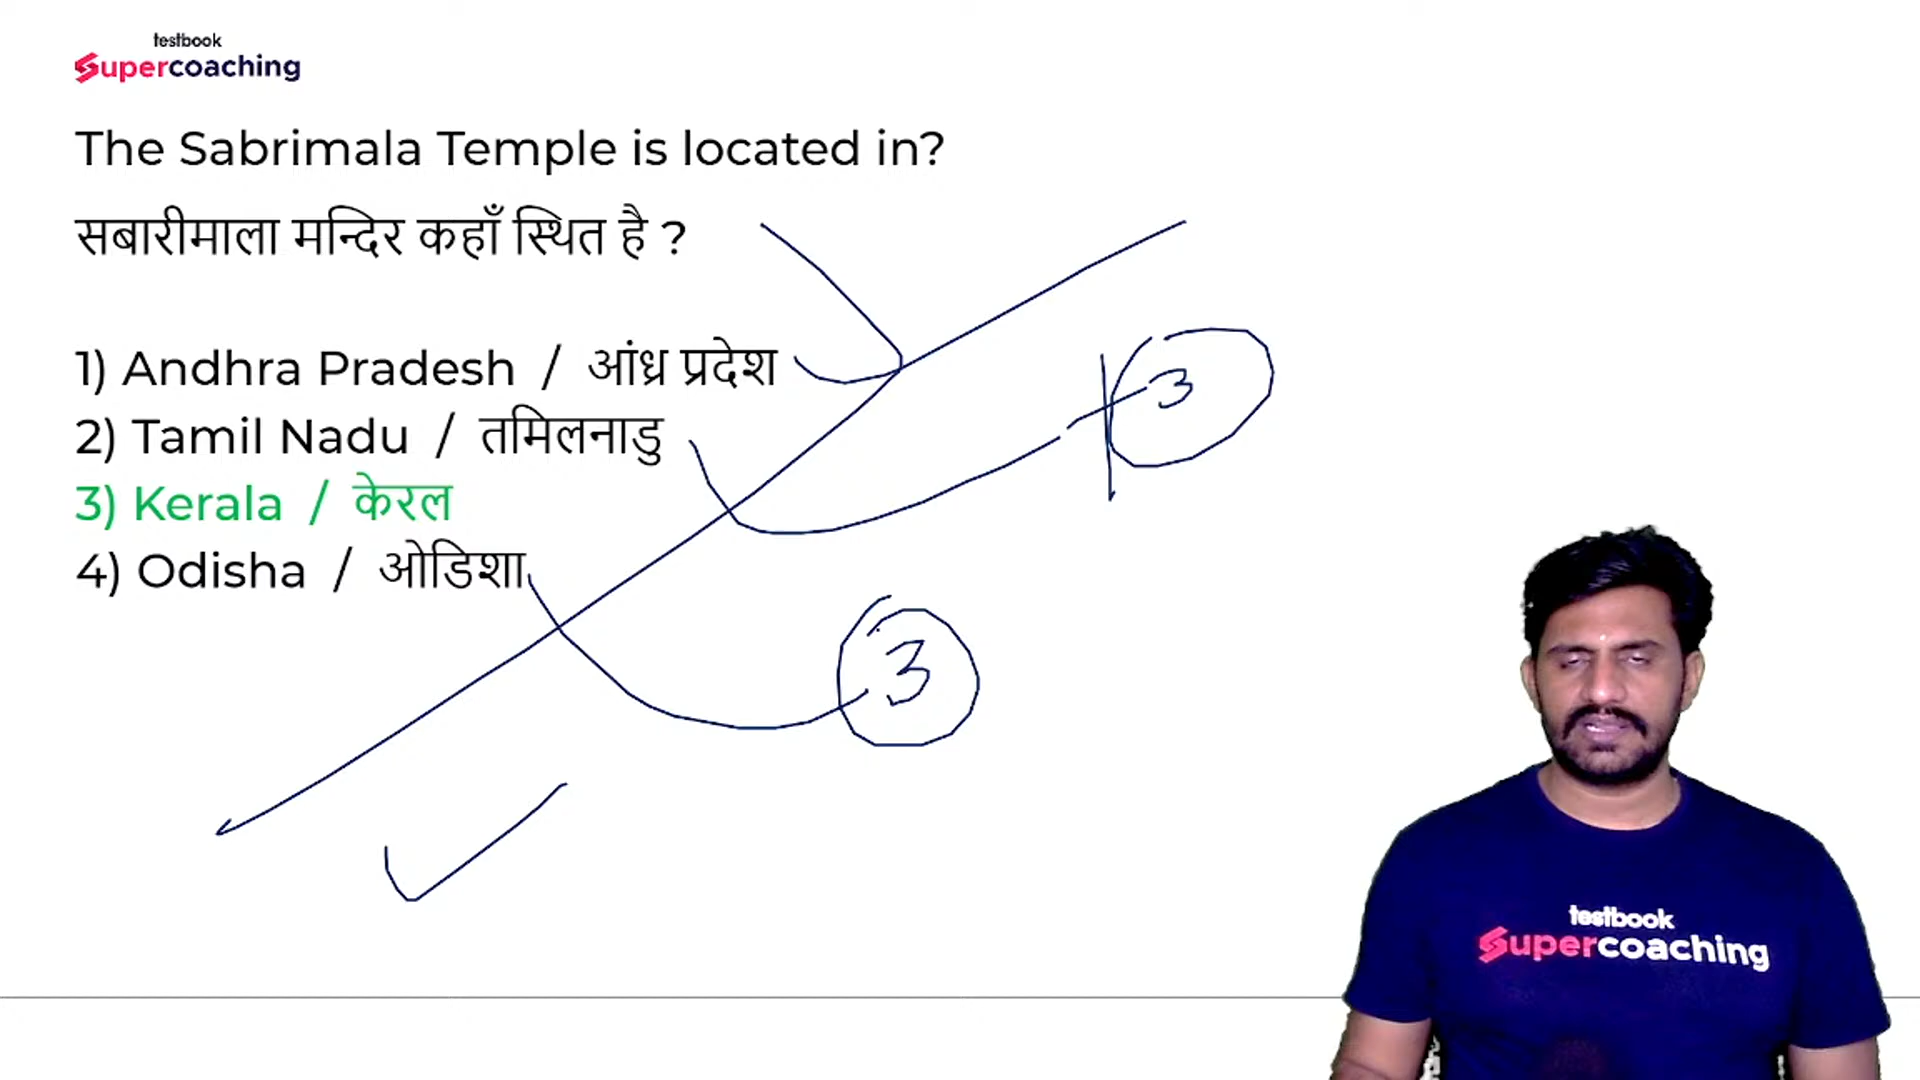 testbook
Supercoaching
The Sabrimala Temple is located in?
सबारीमाला मन्दिर कहाँ स्थित है ?
1) Andhra Pradesh / आंध्र प्रदेश
2) Tamil Nadu / तमिलनाडु
3) Kerala / केरल
4) Odisha / ओडिशा
3
3
testbook
Supercoaching